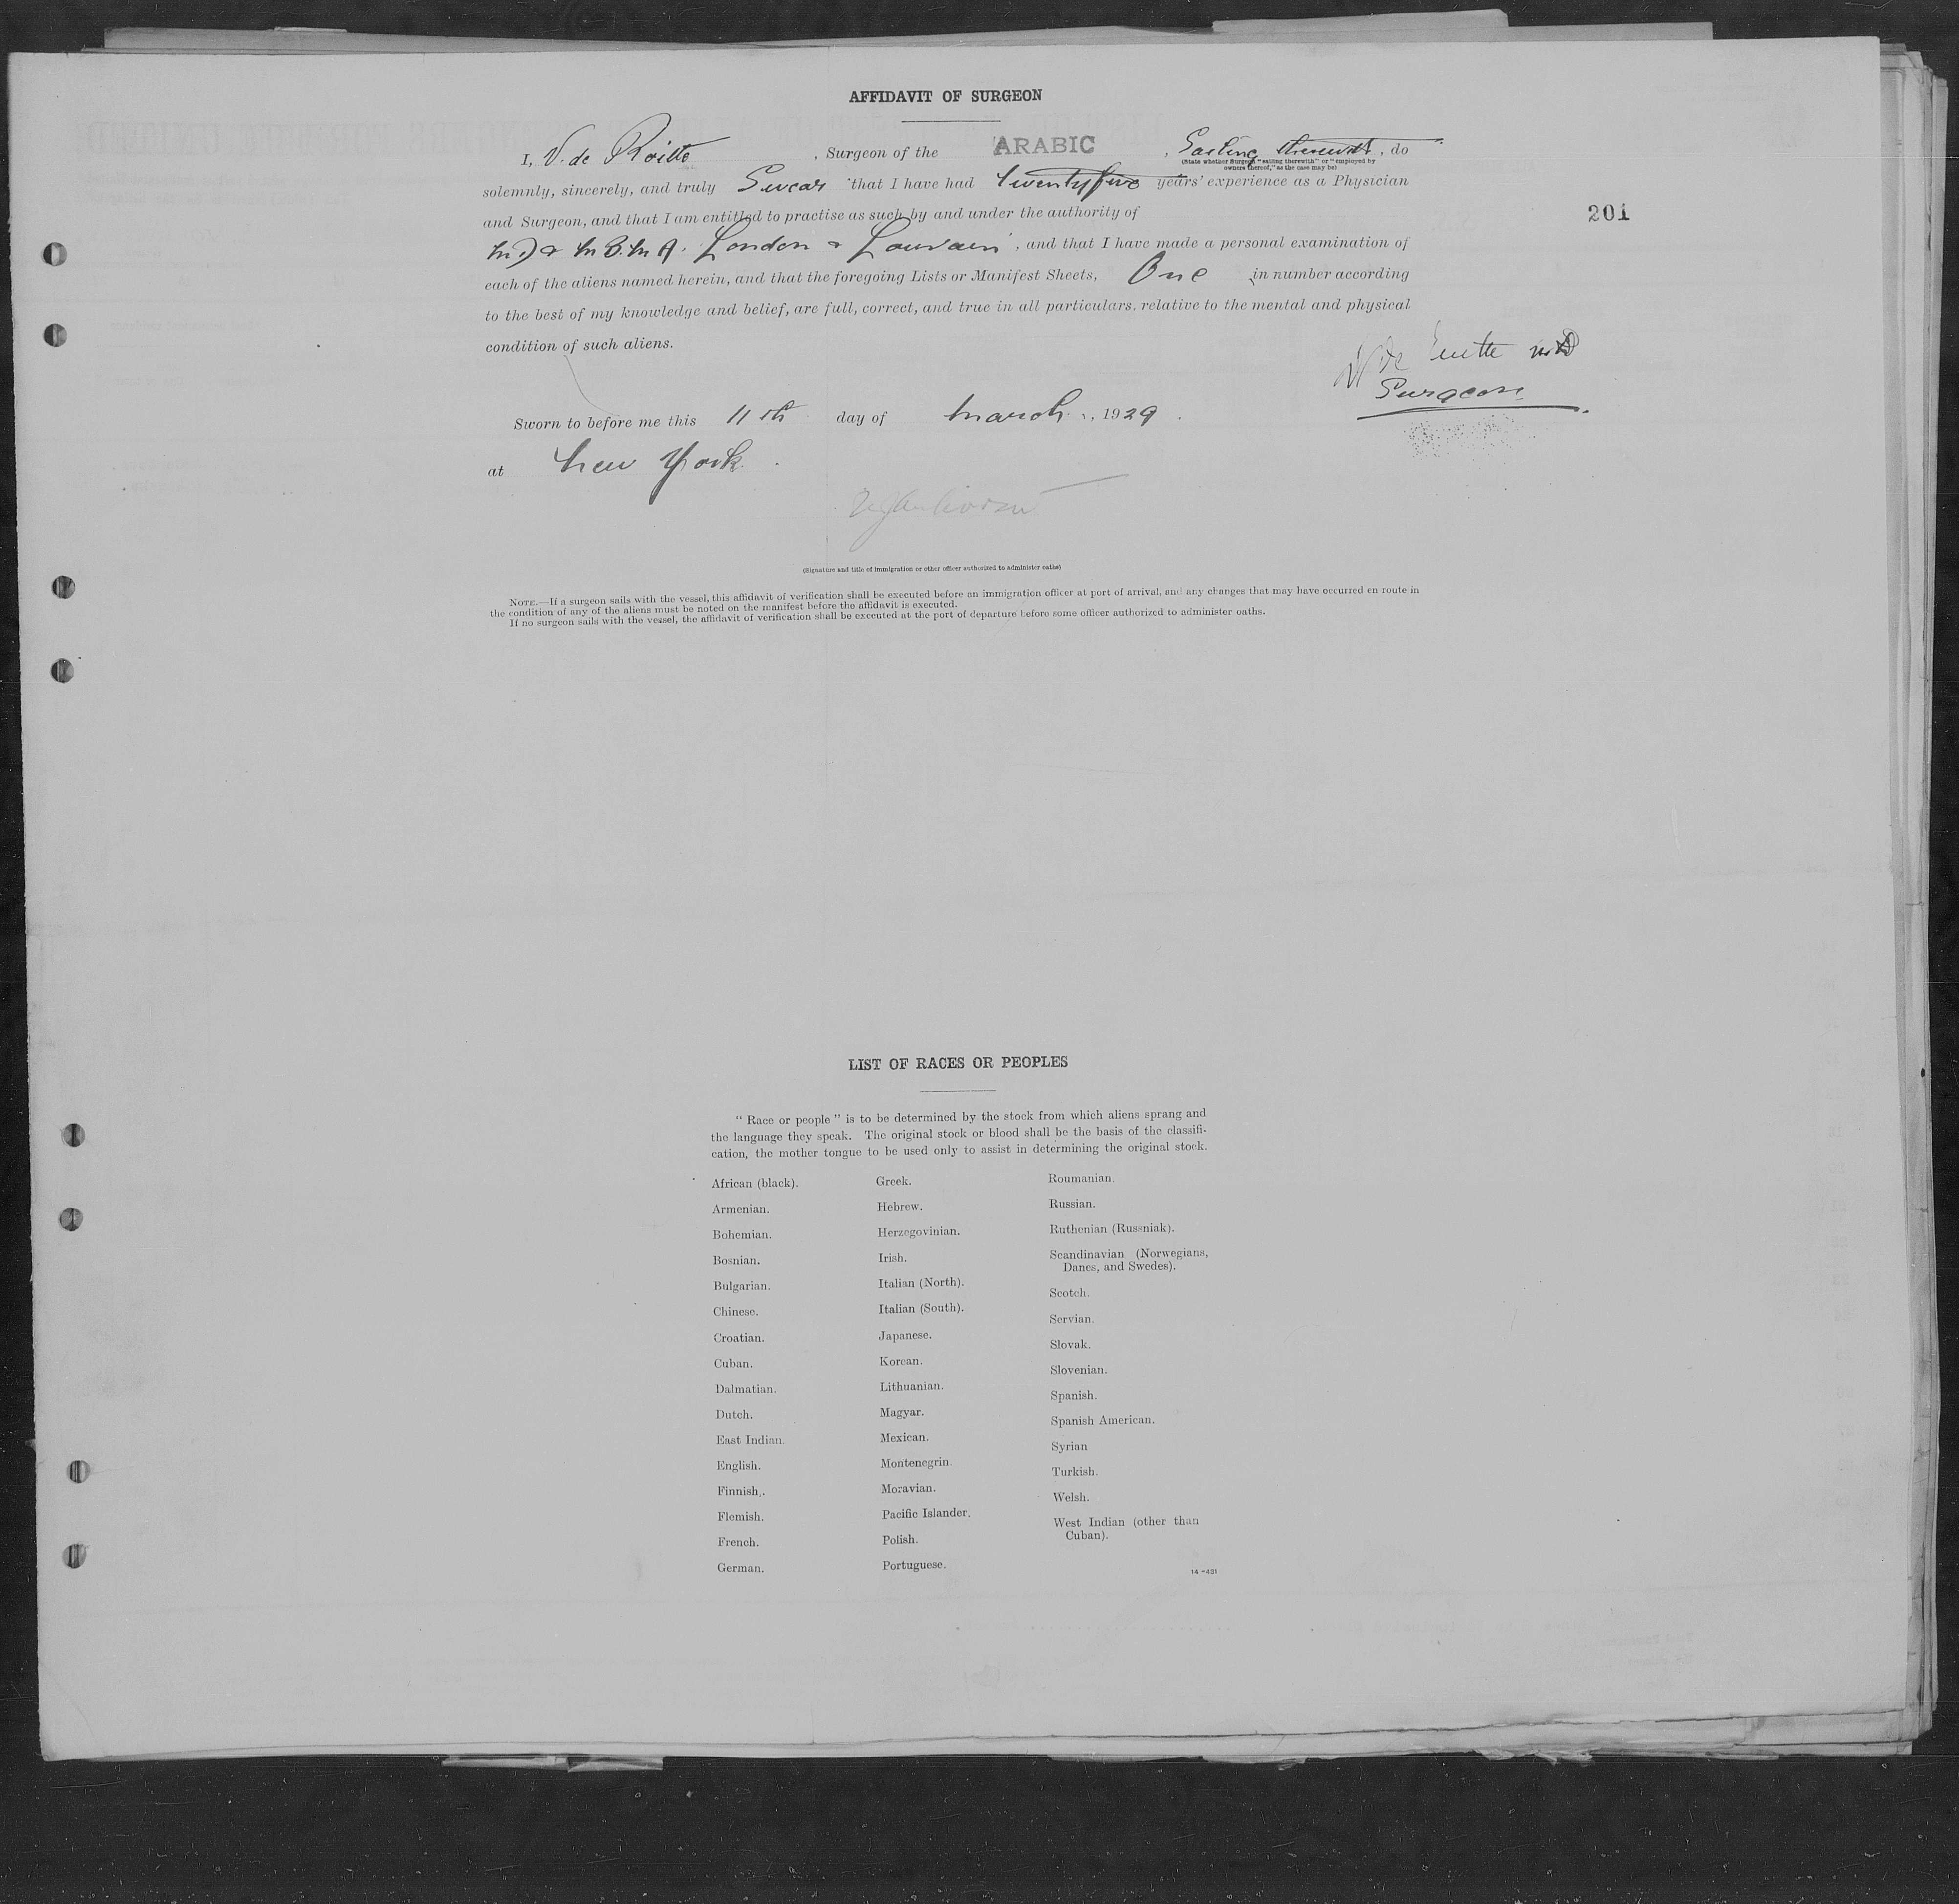 AFFIDAVIT OF SURGEON
I, V. de , Surgeon of the ARABIC, Sailing therewith, do
(State whether Surgeon "sailing therewith" or "employed by
owners thereof," as the case may be)
solemnly, sincerely, and truly Swear that I have had twentyfive years' experience as a Physician
201
and Surgeon, and that I am entitled to practise as such by and under the authority of
London & Louvain, and that I have made a personal examination of
each of the aliens named herein, and that the foregoing Lists or Manifest Sheets, One in number according
to the best of my knowledge and belief, are full, correct, and true in all particulars, relative to the mental and physical
condition of such aliens.
V de MD
Surgeon
Sworn to before me this 11th day of March, 1929.
at New York.
(Signature and title of immigration or other officer authorized to administer oaths)
NOTE.—If a surgeon sails with the vessel, this affidavit of verification shall be executed before an immigration officer at port of arrival, and any changes that may have occurred en route in
the condition of any of the aliens must be noted on the manifest before the affidavit is executed.
If no surgeon sails with the vessel, the affidavit of verification shall be executed at the port of departure before some officer authorized to administer oaths.
LIST OF RACES OR PEOPLES
"Race or people" is to be determined by the stock from which aliens sprang and
the language they speak. The original stock or blood shall be the basis of the classifi-
cation, the mother tongue to be used only to assist in determining the original stock.
African (black).
Armenian.
Bohemian.
Bosnian.
Bulgarian.
Chinese.
Croatian.
Cuban.
Dalmatian.
Dutch.
East Indian.
English.
Finnish.
Flemish.
French.
German.
Greek.
Hebrew.
Herzegovinian.
Irish.
Italian (North).
Italian (South).
Japanese.
Korean.
Lithuanian.
Magyar.
Mexican.
Montenegrin.
Moravian.
Pacific Islander.
Polish.
Portuguese.
Roumanian.
Russian.
Ruthenian (Russniak).
Scandinavian (Norwegians,
Danes, and Swedes).
Scotch.
Servian.
Slovak.
Slovenian.
Spanish.
Spanish American.
Syrian
Turkish.
Welsh.
West Indian (other than
Cuban).
14-431